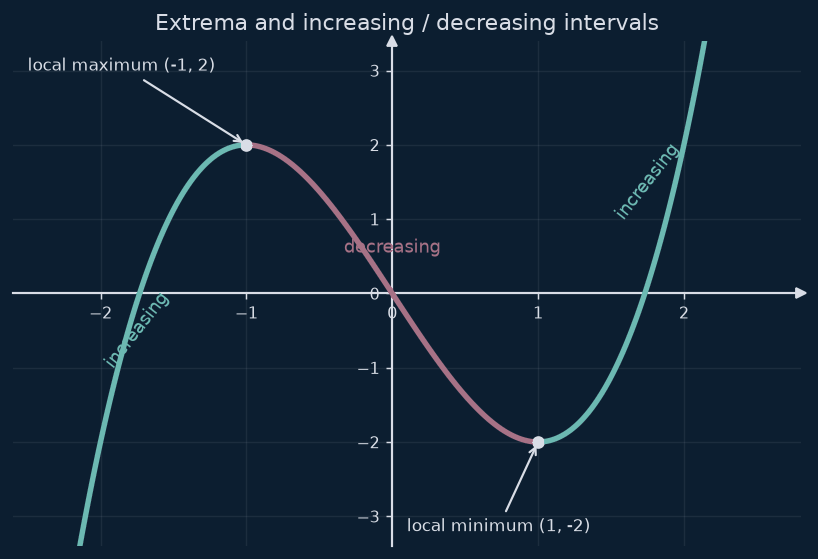 Extrema and increasing / decreasing intervals
local maximum (-1, 2)
3
2
increasing
1
decreasing
0
−2
−1
0
1
2
increasing
−1
−2
−3
local minimum (1, -2)